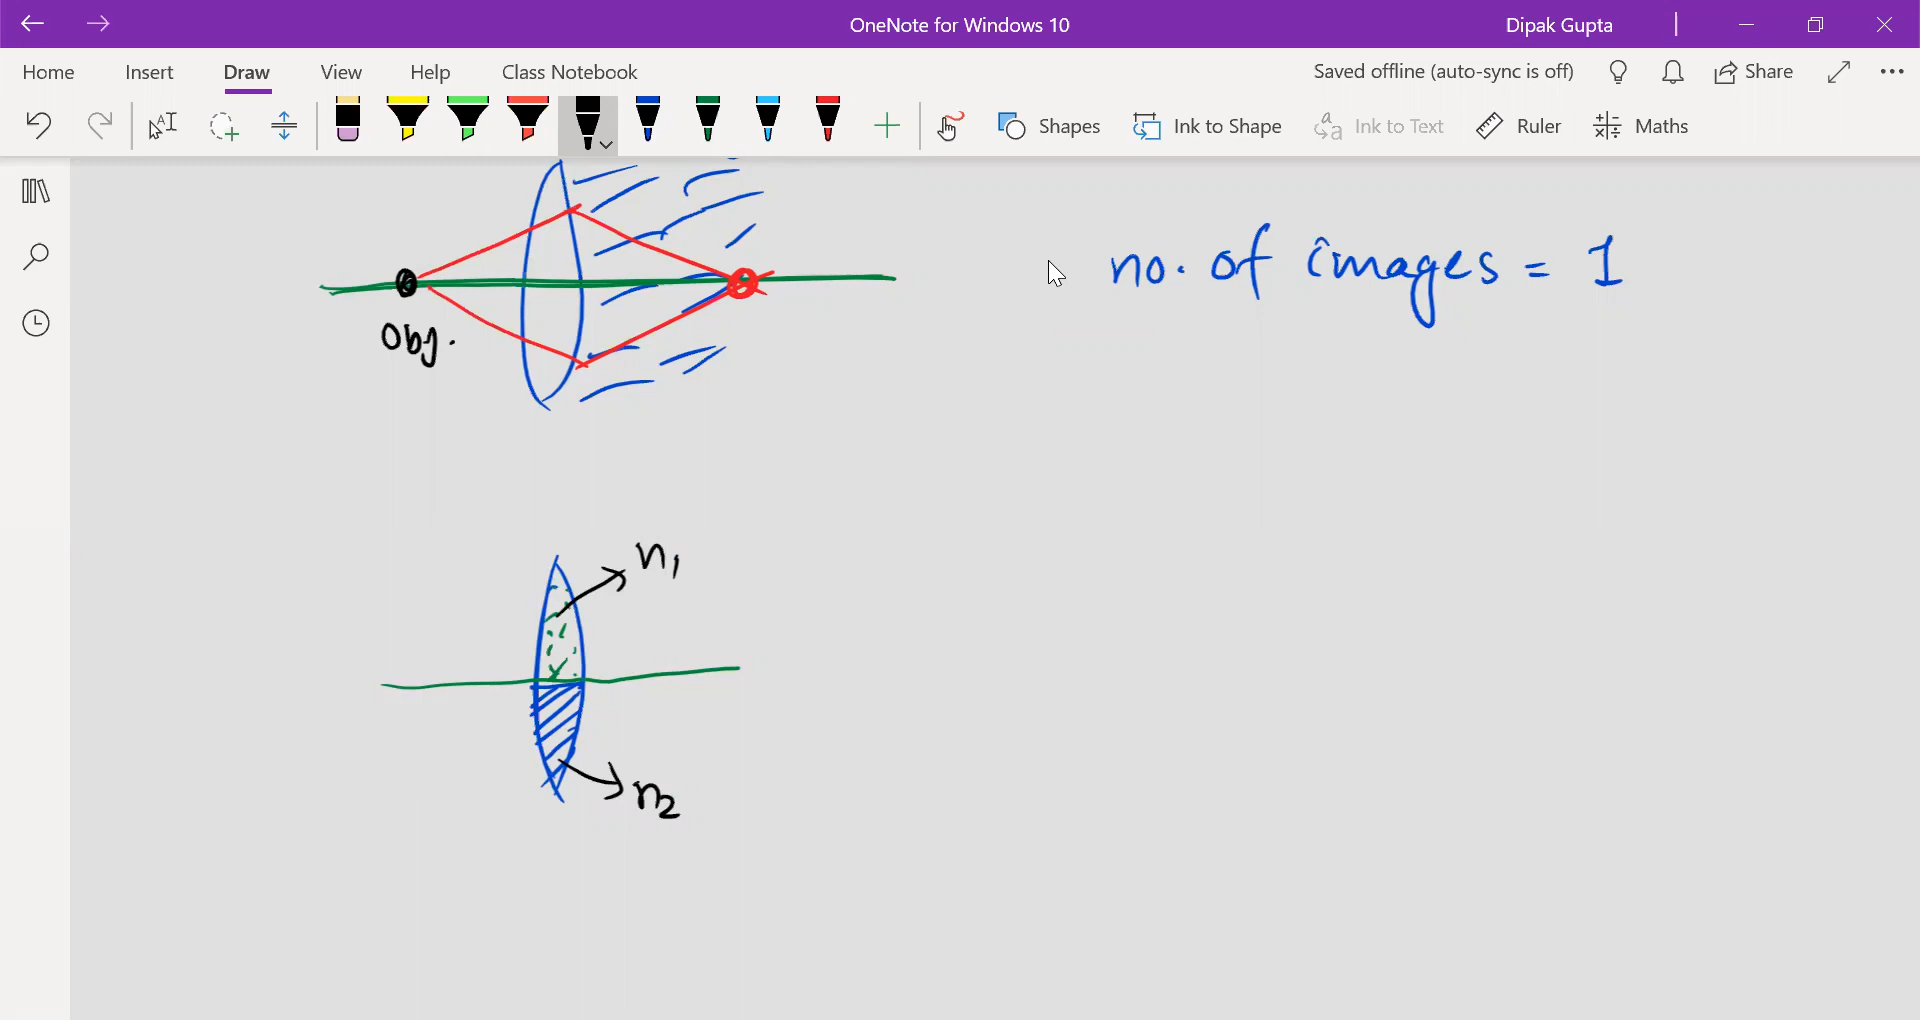 OneNote for Windows 10
Dipak Gupta
Home Insert Draw View Help Class Notebook
Saved offline (auto-sync is off)
Share
Shapes
Ink to Shape
Ink to Text
Ruler
Maths
no. of images = 1
Obj.
n1
n2